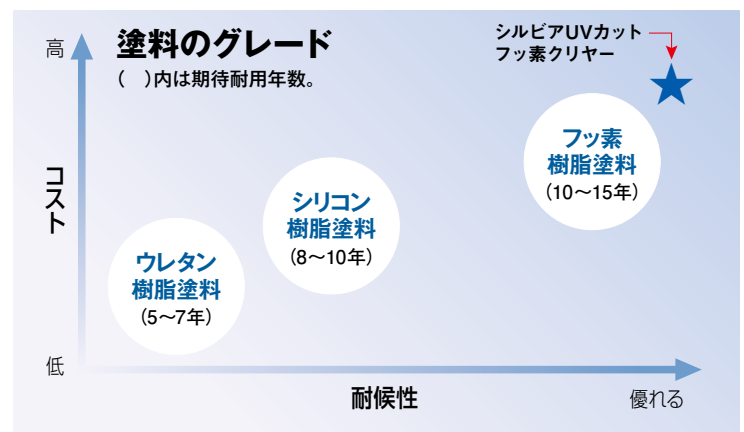 塗料のグレード
(　)内は期待耐用年数。
シルビアUVカット
フッ素クリヤー
高
コスト
低
フッ素
樹脂塗料
(10〜15年)
シリコン
樹脂塗料
(8〜10年)
ウレタン
樹脂塗料
(5〜7年)
耐候性
優れる